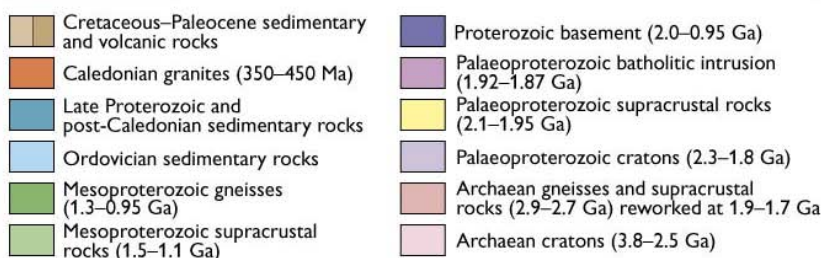 Cretaceous–Paleocene sedimentary
and volcanic rocks
Caledonian granites (350–450 Ma)
Late Proterozoic and
post-Caledonian sedimentary rocks
Ordovician sedimentary rocks
Mesoproterozoic gneisses
(1.3–0.95 Ga)
Mesoproterozoic supracrustal
rocks (1.5–1.1 Ga)
Proterozoic basement (2.0–0.95 Ga)
Palaeoproterozoic batholitic intrusion
(1.92–1.87 Ga)
Palaeoproterozoic supracrustal rocks
(2.1–1.95 Ga)
Palaeoproterozoic cratons (2.3–1.8 Ga)
Archaean gneisses and supracrustal
rocks (2.9–2.7 Ga) reworked at 1.9–1.7 Ga
Archaean cratons (3.8–2.5 Ga)